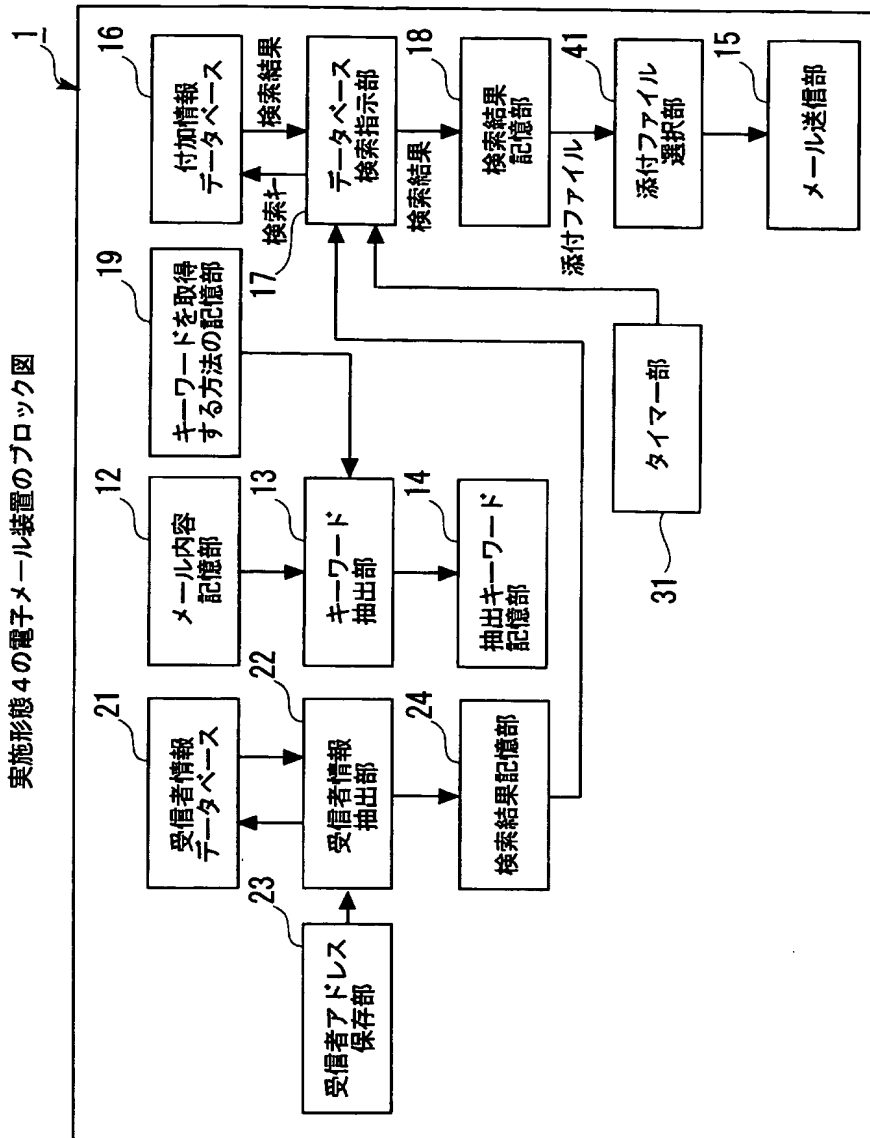 実施形態4の電子メール装置のブロック図
1
16
付加情報
データベース
検索キー
検索結果
17
データベース
検索指示部
検索結果
18
検索結果
記憶部
添付ファイル
41
添付ファイル
選択部
15
メール送信部
19
キーワードを取得
する方法の記憶部
12
メール内容
記憶部
13
キーワード
抽出部
14
抽出キーワード
記憶部
タイマー部
31
21
受信者情報
データベース
22
受信者情報
抽出部
24
検索結果記憶部
23
受信者アドレス
保存部